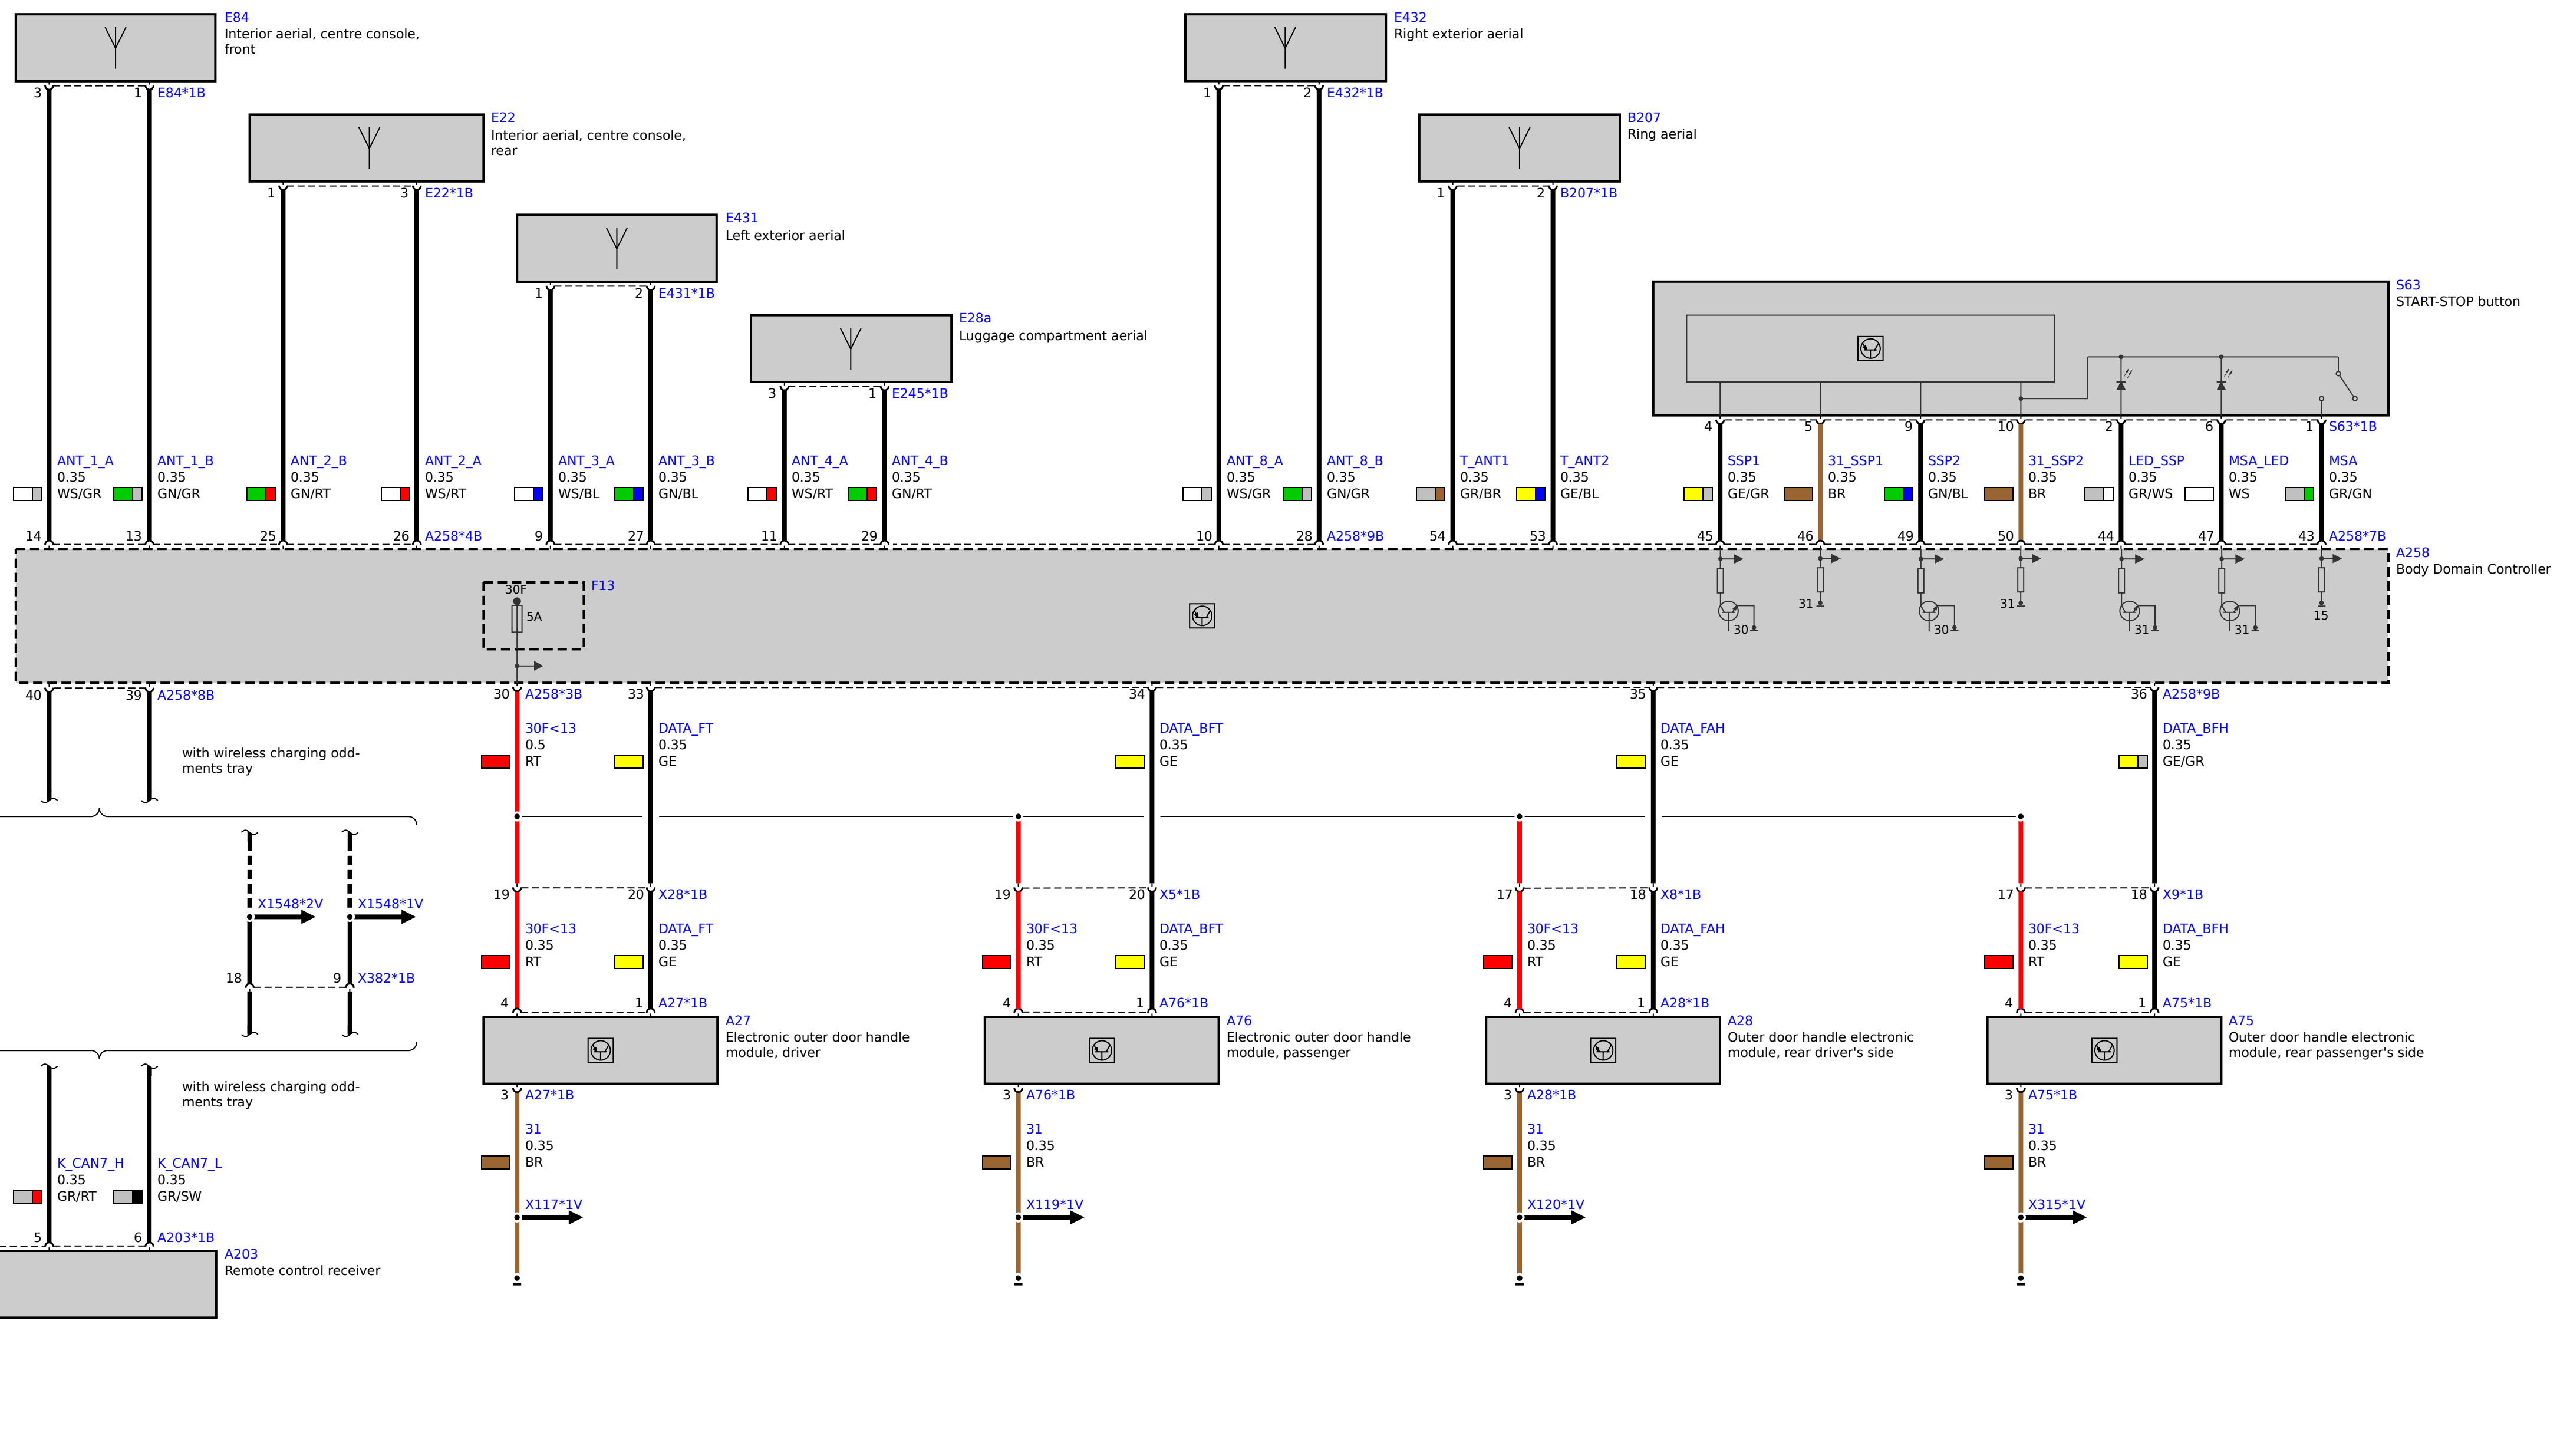 E84
Interior aerial, centre console,
front
3
1
E84*1B
E22
Interior aerial, centre console,
rear
1
3
E22*1B
E431
Left exterior aerial
1
2
E431*1B
E28a
Luggage compartment aerial
3
1
E245*1B
E432
Right exterior aerial
1
2
E432*1B
B207
Ring aerial
1
2
B207*1B
S63
START-STOP button
4
5
9
10
2
6
1
S63*1B
ANT_1_A
0.35
WS/GR
ANT_1_B
0.35
GN/GR
ANT_2_B
0.35
GN/RT
ANT_2_A
0.35
WS/RT
ANT_3_A
0.35
WS/BL
ANT_3_B
0.35
GN/BL
ANT_4_A
0.35
WS/RT
ANT_4_B
0.35
GN/RT
ANT_8_A
0.35
WS/GR
ANT_8_B
0.35
GN/GR
T_ANT1
0.35
GR/BR
T_ANT2
0.35
GE/BL
SSP1
0.35
GE/GR
31_SSP1
0.35
BR
SSP2
0.35
GN/BL
31_SSP2
0.35
BR
LED_SSP
0.35
GR/WS
MSA_LED
0.35
WS
MSA
0.35
GR/GN
14
13
25
26
A258*4B
9
27
11
29
10
28
A258*9B
54
53
45
46
49
50
44
47
43
A258*7B
A258
Body Domain Controller
30F
5A
F13
30
31
30
31
31
31
15
40
39
A258*8B
30
A258*3B
33
34
35
36
A258*9B
with wireless charging odd-
ments tray
30F<13
0.5
RT
DATA_FT
0.35
GE
DATA_BFT
0.35
GE
DATA_FAH
0.35
GE
DATA_BFH
0.35
GE/GR
X1548*2V
X1548*1V
18
9
X382*1B
19
20
X28*1B
19
20
X5*1B
17
18
X8*1B
17
18
X9*1B
30F<13
0.35
RT
DATA_FT
0.35
GE
30F<13
0.35
RT
DATA_BFT
0.35
GE
30F<13
0.35
RT
DATA_FAH
0.35
GE
30F<13
0.35
RT
DATA_BFH
0.35
GE
4
1
A27*1B
4
1
A76*1B
4
1
A28*1B
4
1
A75*1B
A27
Electronic outer door handle
module, driver
A76
Electronic outer door handle
module, passenger
A28
Outer door handle electronic
module, rear driver's side
A75
Outer door handle electronic
module, rear passenger's side
with wireless charging odd-
ments tray
3
A27*1B
3
A76*1B
3
A28*1B
3
A75*1B
31
0.35
BR
31
0.35
BR
31
0.35
BR
31
0.35
BR
K_CAN7_H
0.35
GR/RT
K_CAN7_L
0.35
GR/SW
X117*1V
X119*1V
X120*1V
X315*1V
5
6
A203*1B
A203
Remote control receiver